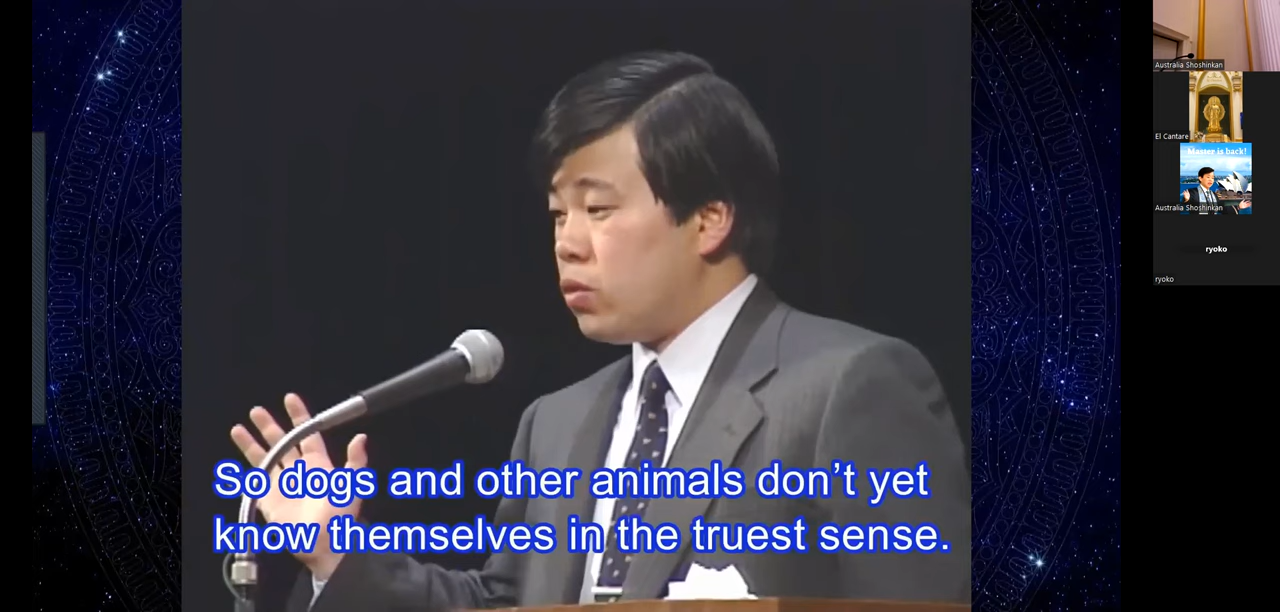 So dogs and other animals don't yet
know themselves in the truest sense.
Australia Shoshinkan
El Cantare
Master is back!
Australia Shoshinkan
ryoko
ryoko